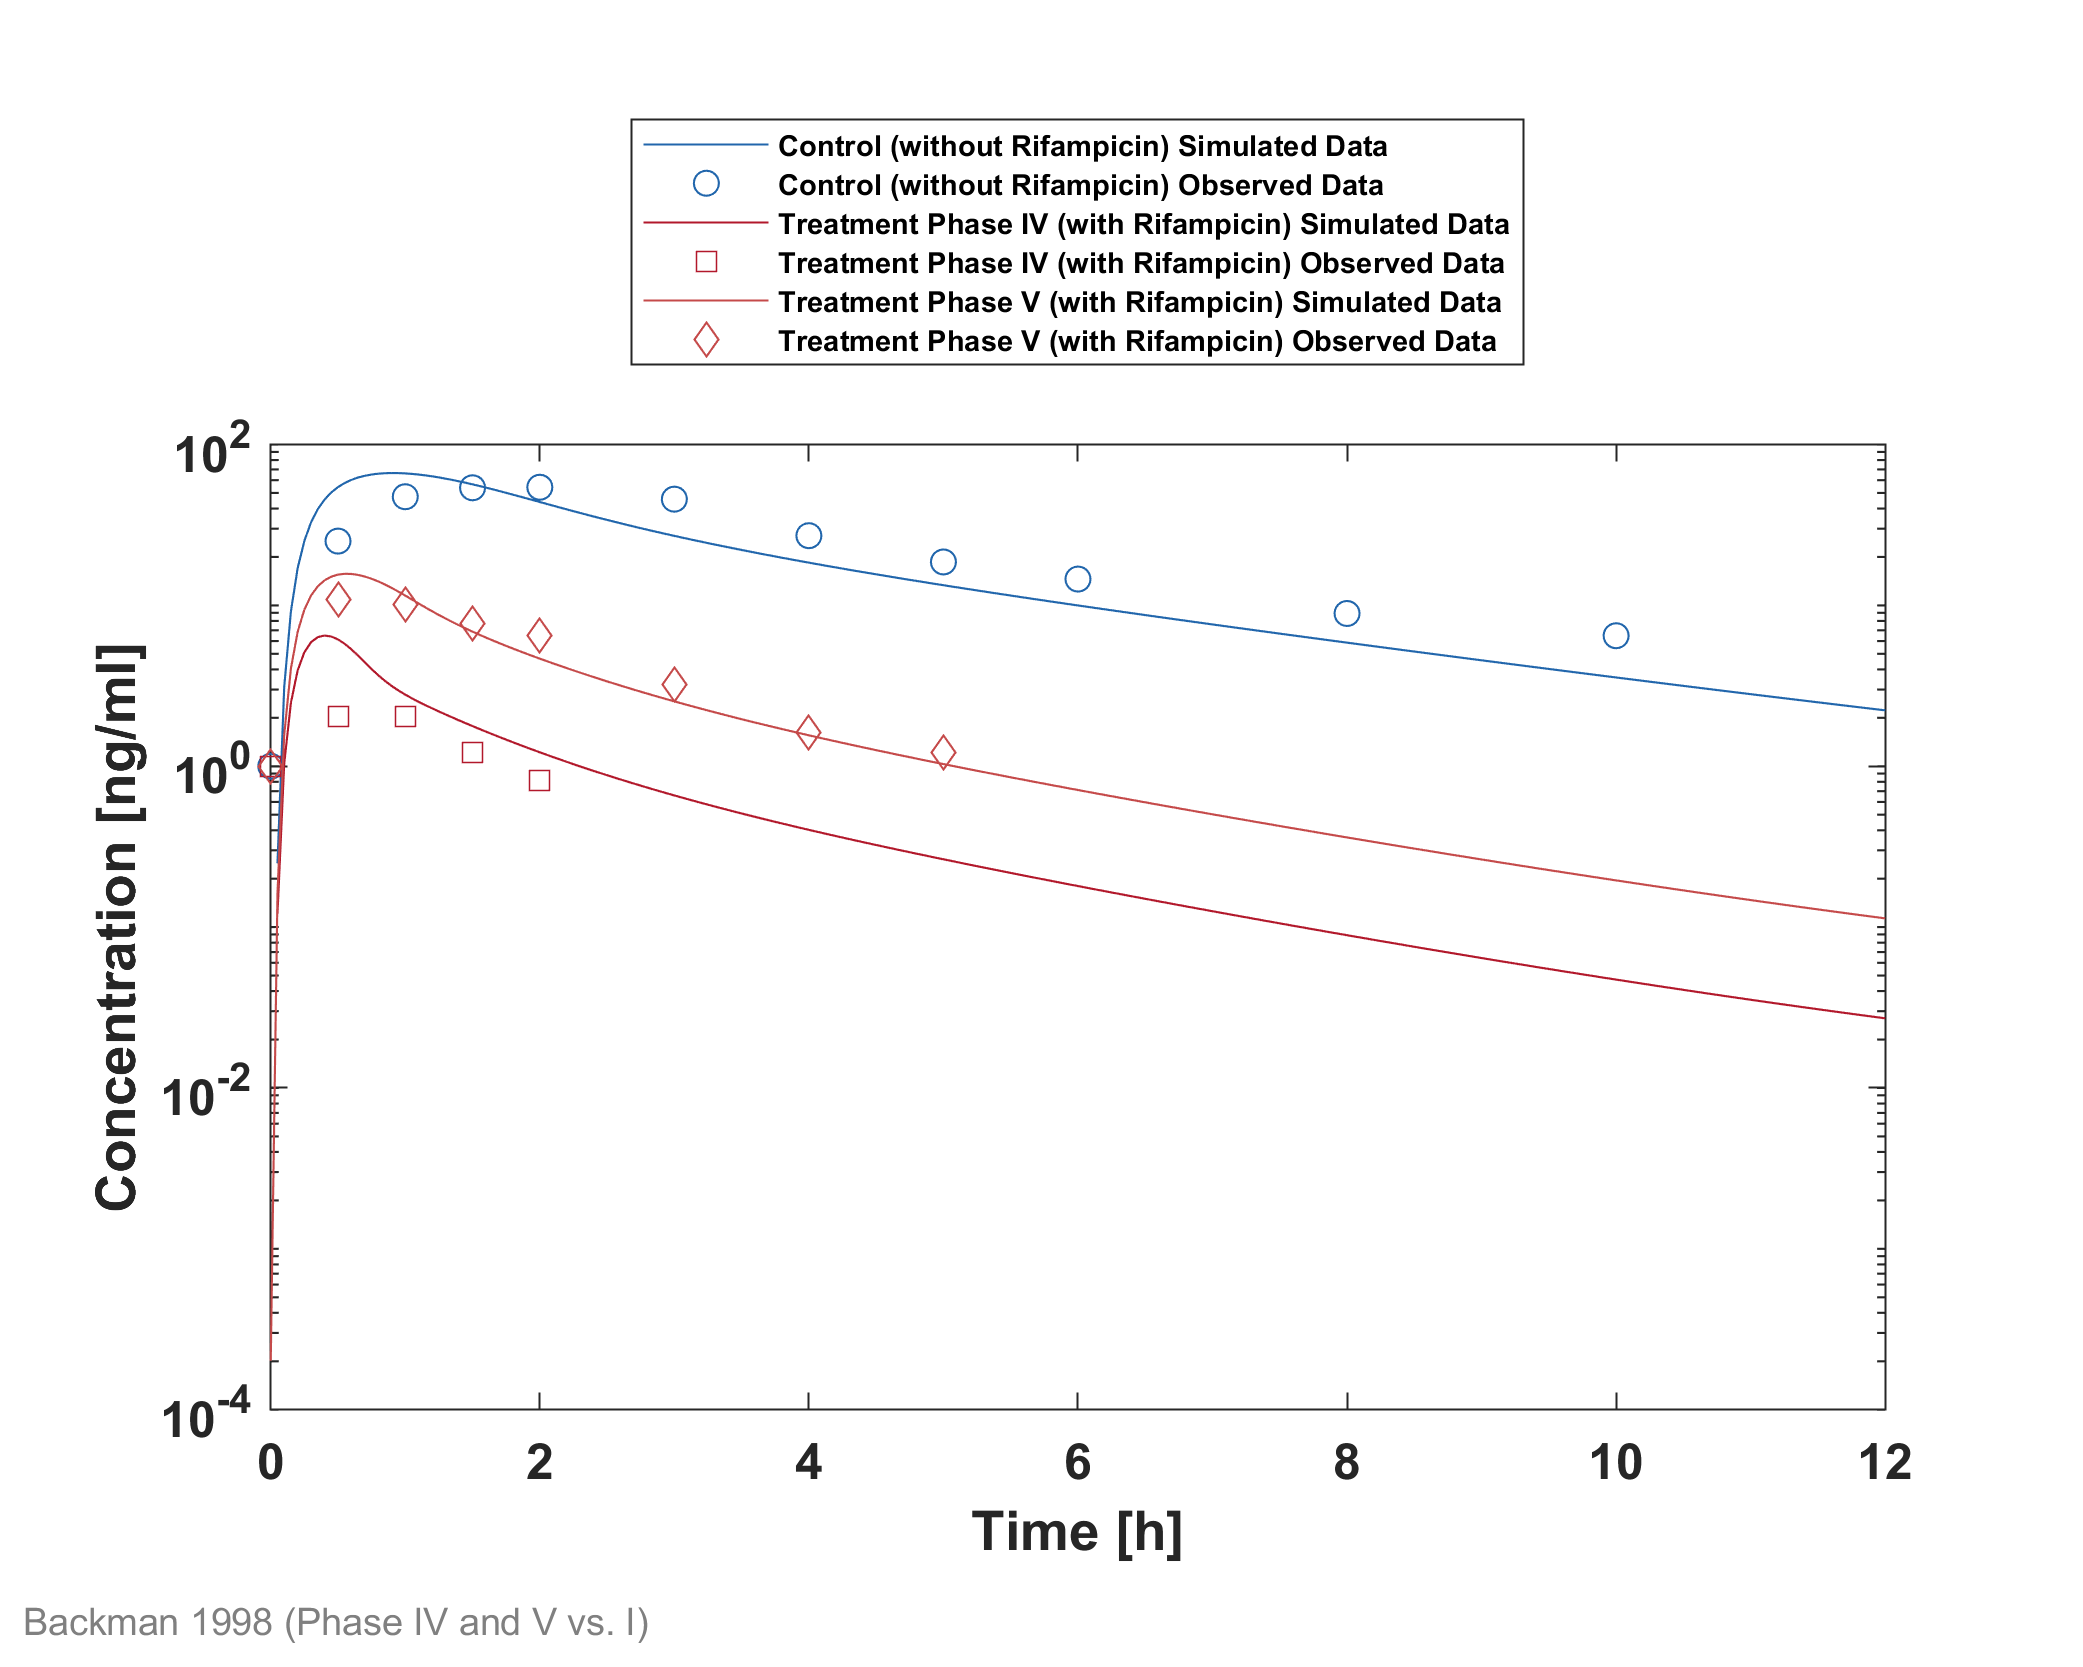 Control (without Rifampicin) Simulated Data
Control (without Rifampicin) Observed Data
Treatment Phase IV (with Rifampicin) Simulated Data
Treatment Phase IV (with Rifampicin) Observed Data
Treatment Phase V (with Rifampicin) Simulated Data
Treatment Phase V (with Rifampicin) Observed Data
10^2
10^0
10^-2
10^-4
Concentration [ng/ml]
0 2 4 6 8 10 12
Time [h]
Backman 1998 (Phase IV and V vs. I)